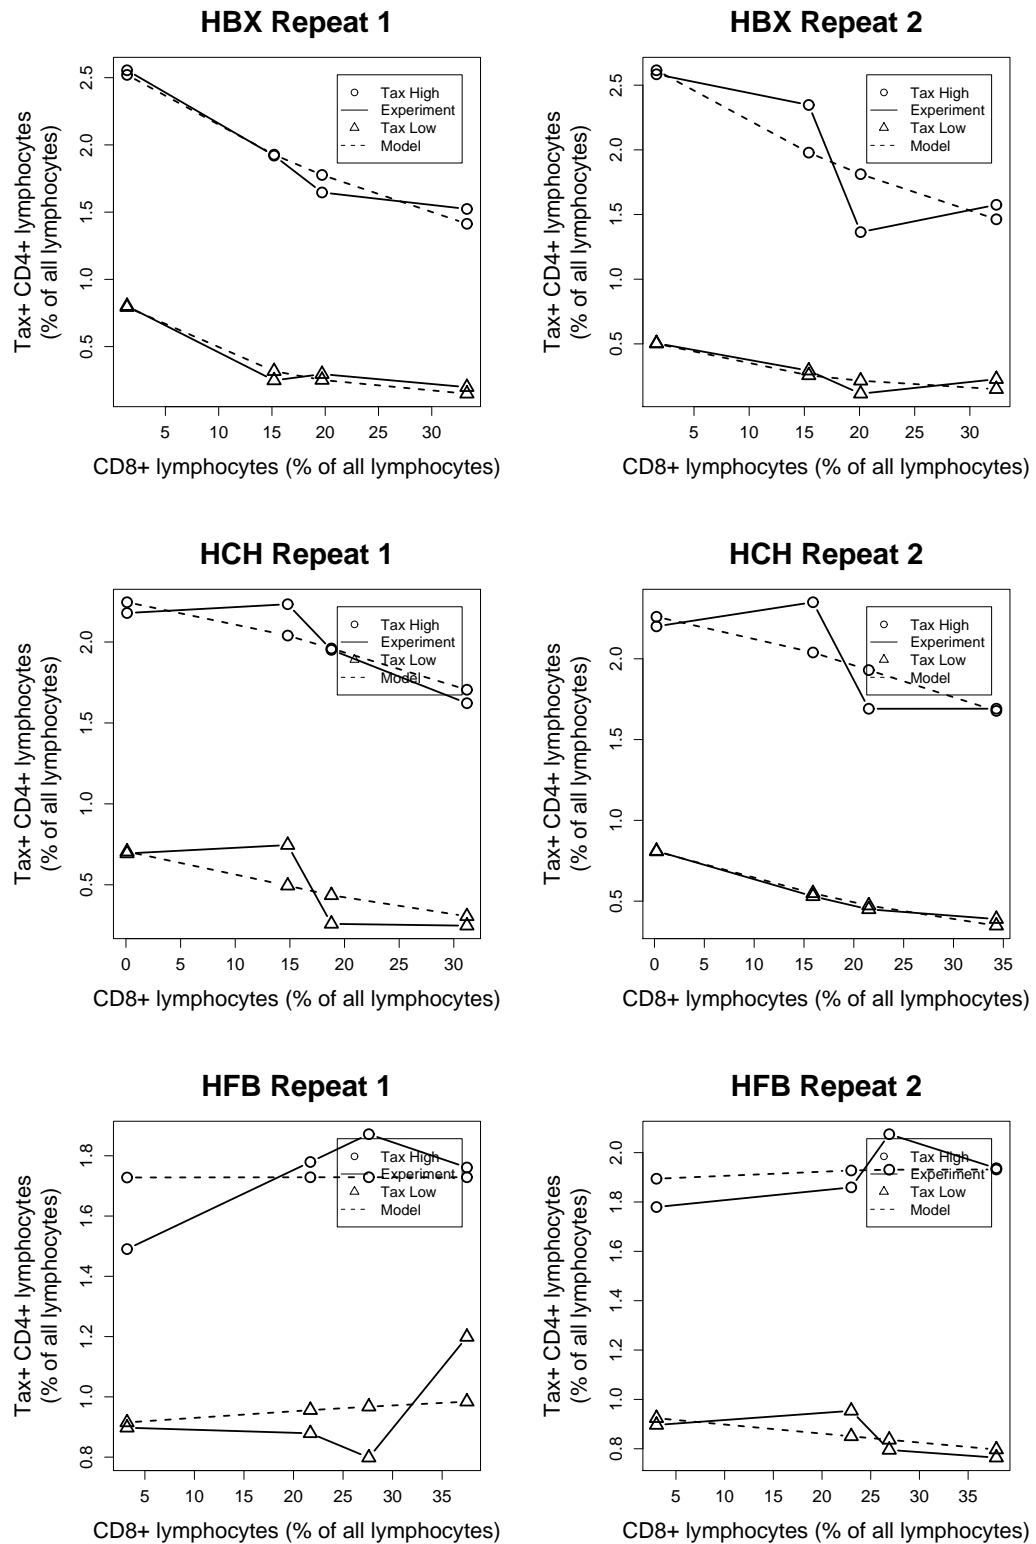 HBX Repeat 1
Tax+ CD4+ lymphocytes
(% of all lymphocytes)
0.5 1.0 1.5 2.0 2.5
Tax High
Experiment
Tax Low
Model
5 10 15 20 25 30
CD8+ lymphocytes (% of all lymphocytes)
HBX Repeat 2
Tax+ CD4+ lymphocytes
(% of all lymphocytes)
0.5 1.0 1.5 2.0 2.5
Tax High
Experiment
Tax Low
Model
5 10 15 20 25 30
CD8+ lymphocytes (% of all lymphocytes)
HCH Repeat 1
Tax+ CD4+ lymphocytes
(% of all lymphocytes)
0.5 1.0 1.5 2.0
Tax High
Experiment
Tax Low
Model
0 5 10 15 20 25 30
CD8+ lymphocytes (% of all lymphocytes)
HCH Repeat 2
Tax+ CD4+ lymphocytes
(% of all lymphocytes)
0.5 1.0 1.5 2.0
Tax High
Experiment
Tax Low
Model
0 5 10 15 20 25 30 35
CD8+ lymphocytes (% of all lymphocytes)
HFB Repeat 1
Tax+ CD4+ lymphocytes
(% of all lymphocytes)
0.8 1.0 1.2 1.4 1.6 1.8
Tax High
Experiment
Tax Low
Model
5 10 15 20 25 30 35
CD8+ lymphocytes (% of all lymphocytes)
HFB Repeat 2
Tax+ CD4+ lymphocytes
(% of all lymphocytes)
0.8 1.0 1.2 1.4 1.6 1.8 2.0
Tax High
Experiment
Tax Low
Model
5 10 15 20 25 30 35
CD8+ lymphocytes (% of all lymphocytes)